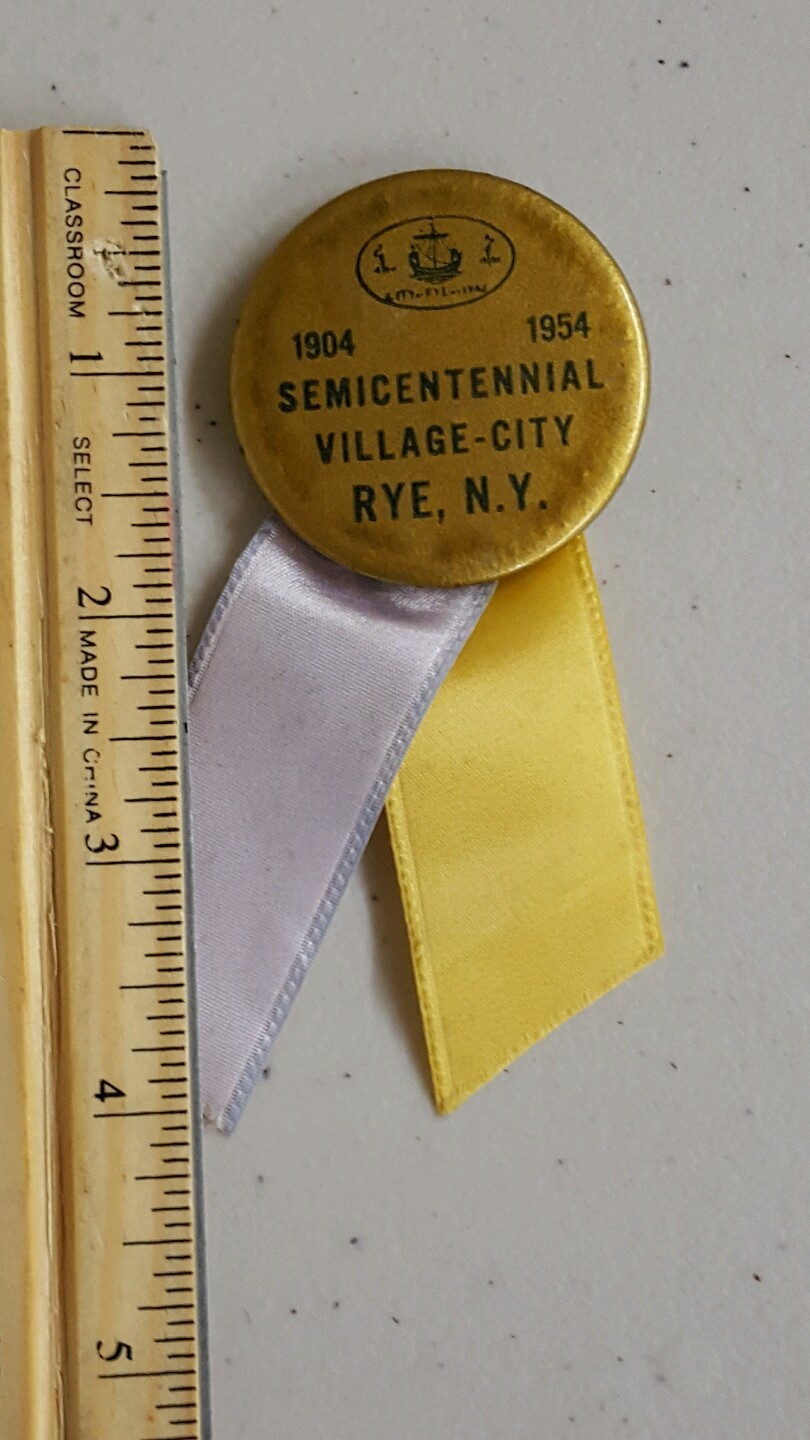 1904 1954
SEMICENTENNIAL
VILLAGE-CITY
RYE, N.Y.
CLASSROOM
1
SELECT
2
MADE IN CHINA
3
4
5